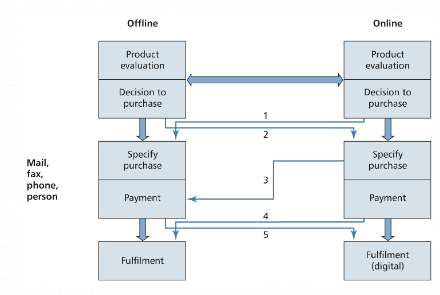 Offline
Online
Product
evaluation
Product
evaluation
Decision to
purchase
Decision to
purchase
1
2
Mail,
fax,
phone,
person
Specify
purchase
Specify
purchase
3
Payment
Payment
4
5
Fulfilment
Fulfilment
(digital)